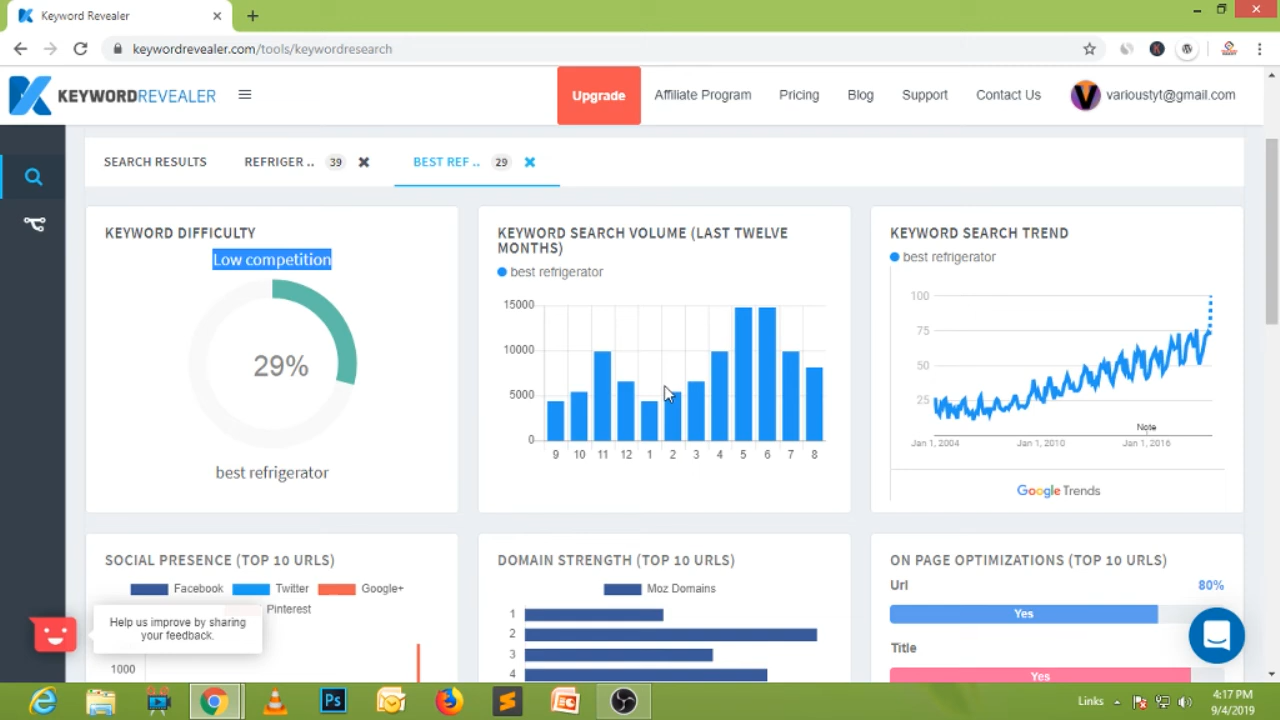 Keyword Revealer
keywordrevealer.com/tools/keywordresearch
KEYWORDREVEALER
Upgrade
Affiliate Program
Pricing
Blog
Support
Contact Us
varioustyt@gmail.com
SEARCH RESULTS
REFRIGER .. 39
BEST REF .. 29
KEYWORD DIFFICULTY
Low competition
29%
best refrigerator
KEYWORD SEARCH VOLUME (LAST TWELVE
MONTHS)
best refrigerator
15000
10000
5000
0
9 10 11 12 1 2 3 4 5 6 7 8
KEYWORD SEARCH TREND
best refrigerator
100
75
50
25
Note
Jan 1, 2004 Jan 1, 2010 Jan 1, 2016
Google Trends
SOCIAL PRESENCE (TOP 10 URLS)
Facebook Twitter Google+
Pinterest
1000
Help us improve by sharing
your feedback.
DOMAIN STRENGTH (TOP 10 URLS)
Moz Domains
1
2
3
4
ON PAGE OPTIMIZATIONS (TOP 10 URLS)
Url 80%
Yes
Title
Yes
Links
4:17 PM
9/4/2019